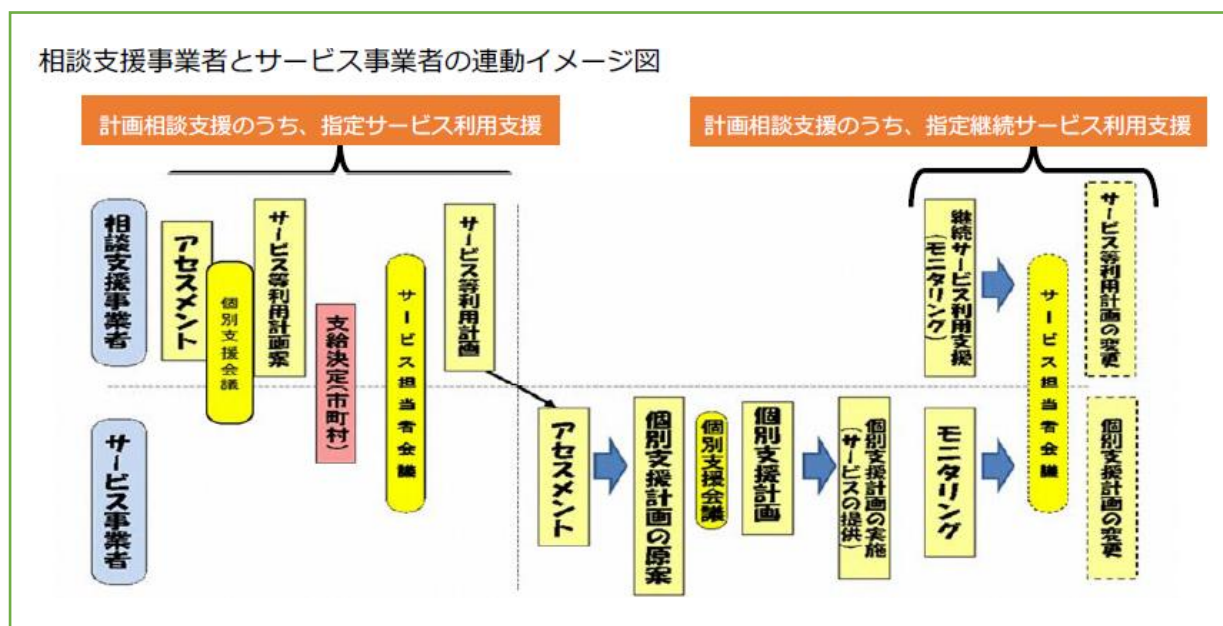 相談支援事業者とサービス事業者の連動イメージ図
計画相談支援のうち、指定サービス利用支援
計画相談支援のうち、指定継続サービス利用支援
相談支援事業者
アセスメント
個別支援会議
サービス等利用計画案
支給決定(市町村)
サービス担当者会議
サービス等利用計画
継続サービス利用支援
(モニタリング)
サービス担当者会議
サービス等利用計画の変更
サービス事業者
アセスメント
個別支援計画の原案
個別支援会議
個別支援計画
個別支援計画の実施
(サービスの提供)
モニタリング
個別支援計画の変更